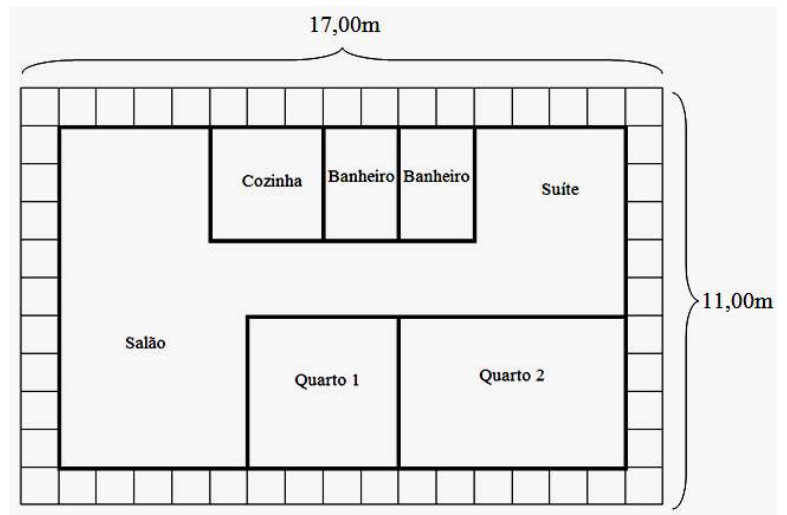 17,00m
Cozinha
Banheiro
Banheiro
Suíte
11,00m
Salão
Quarto 1
Quarto 2